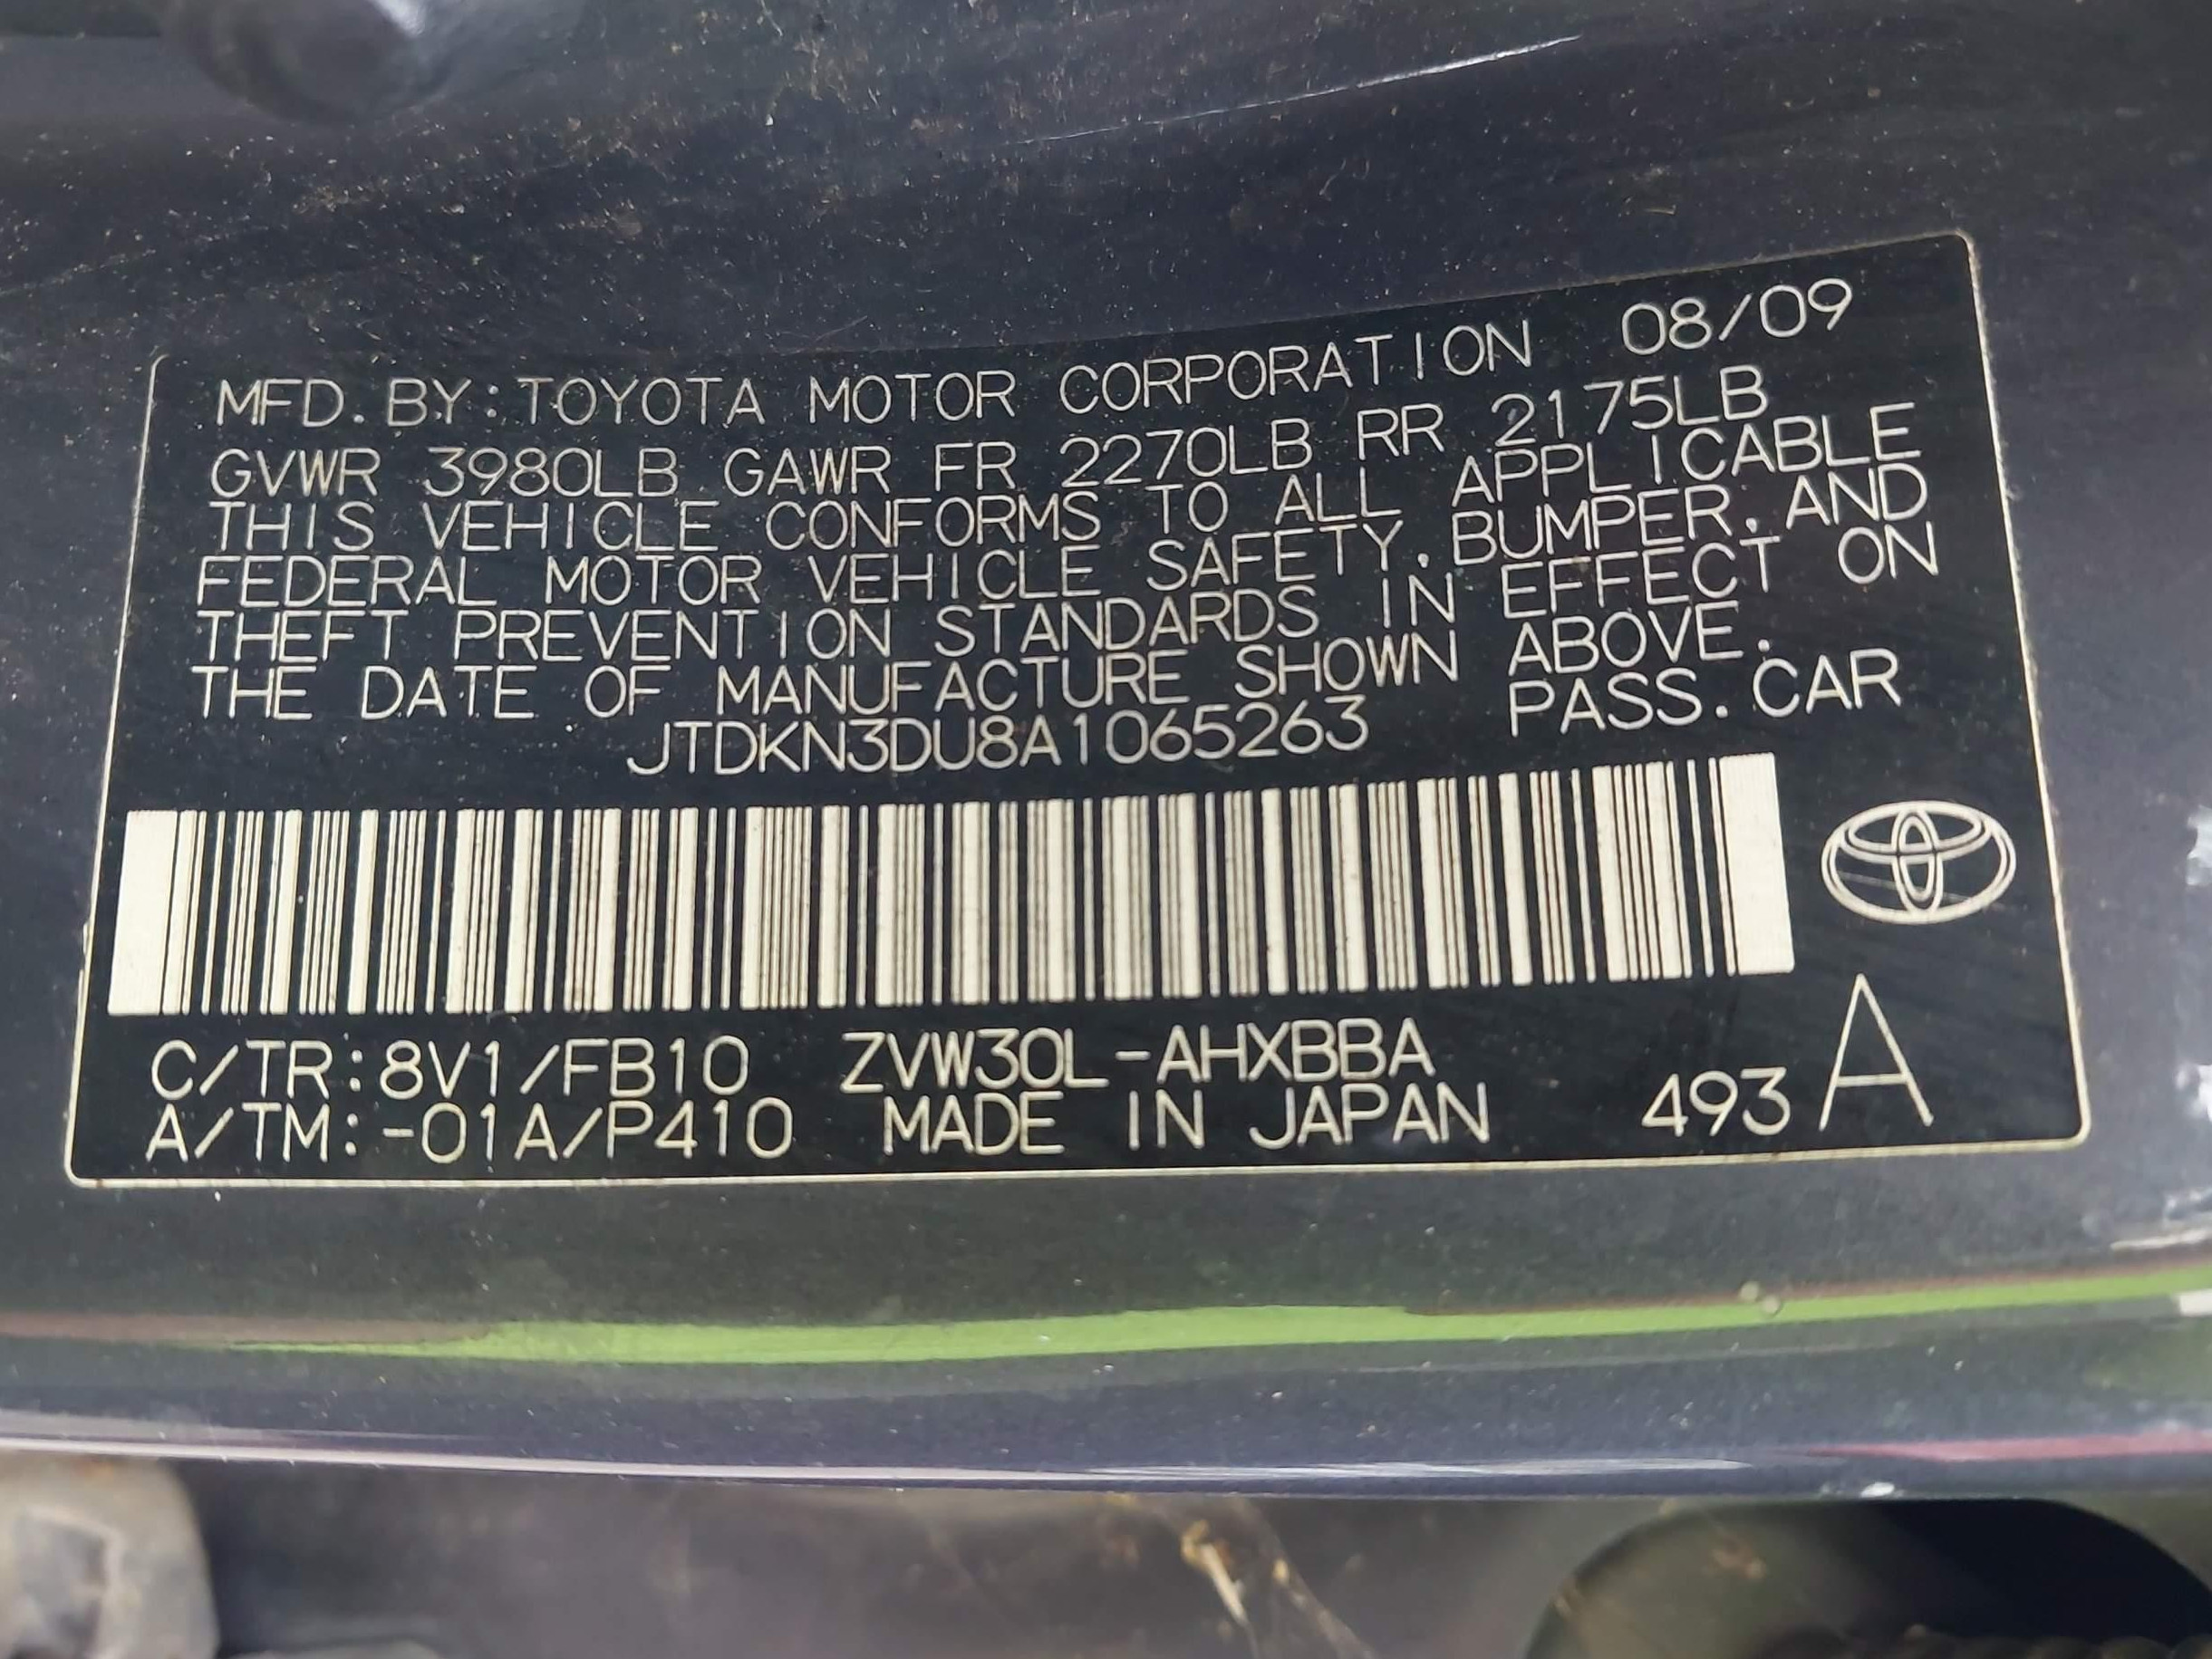 MFD. BY: TOYOTA MOTOR CORPORATION 08/09
GVWR 3980LB GAWR FR 2270LB RR 2175LB
THIS VEHICLE CONFORMS TO ALL APPLICABLE
FEDERAL MOTOR VEHICLE SAFETY, BUMPER, AND
THEFT PREVENTION STANDARDS IN EFFECT ON
THE DATE OF MANUFACTURE SHOWN ABOVE.
JTDKN3DU8A1065263 PASS. CAR
C/TR: 8V1/FB10 ZVW30L-AHXBBA
A/TM: -01A/P410 MADE IN JAPAN 493 A